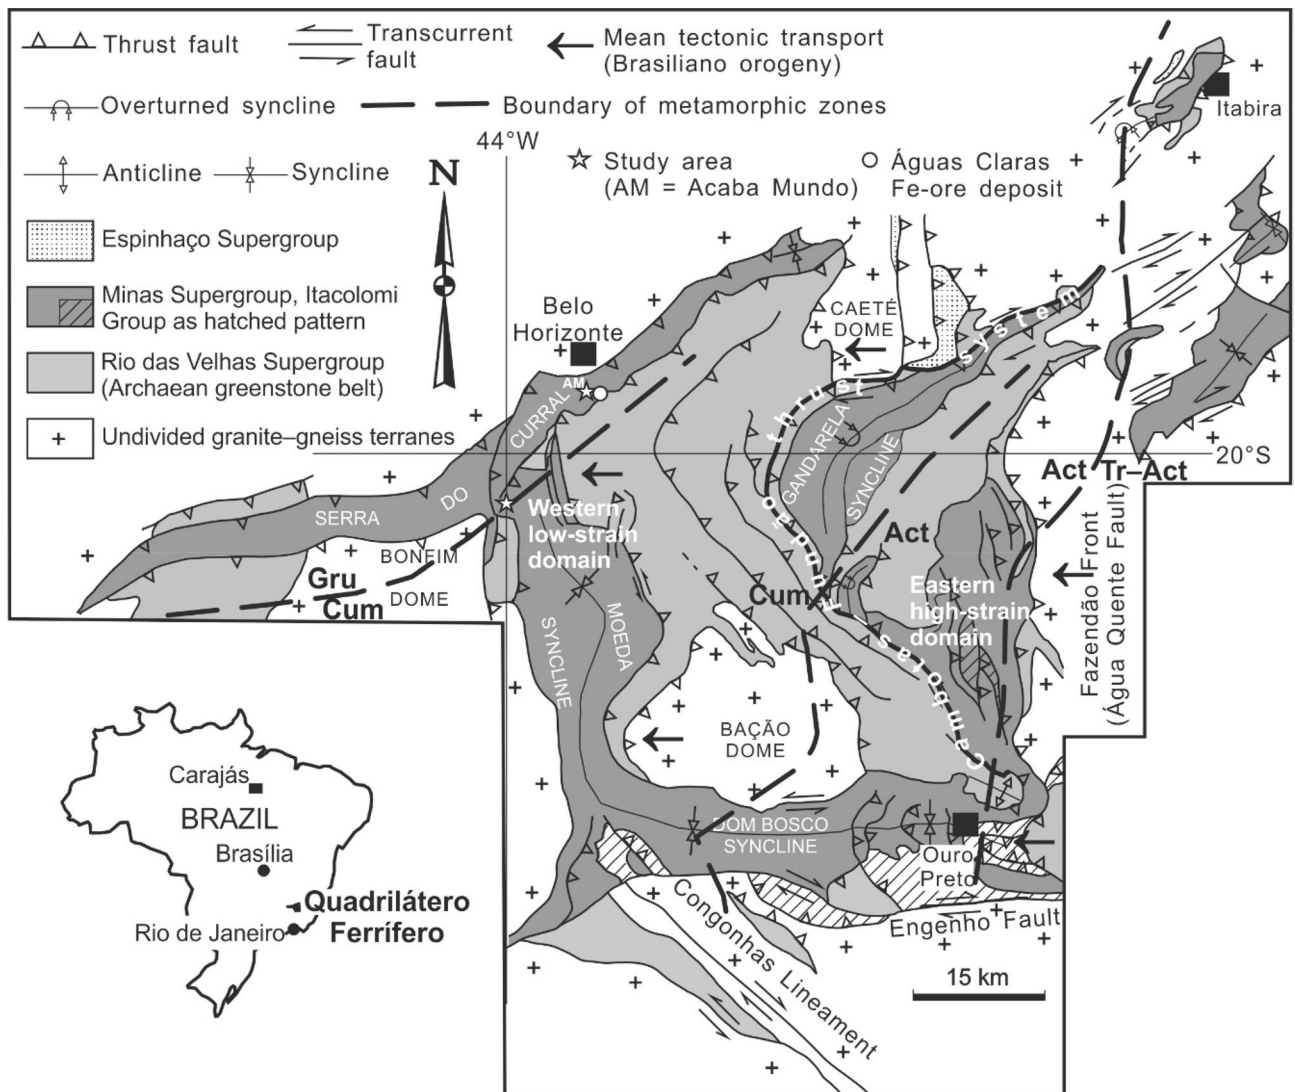 Thrust fault
Transcurrent
fault
Mean tectonic transport
(Brasiliano orogeny)
Overturned syncline
Boundary of metamorphic zones
Itabira
44°W
Anticline
Syncline
Study area
(AM = Acaba Mundo)
Águas Claras
Fe-ore deposit
N
Espinhaço Supergroup
Minas Supergroup, Itacolomi
Group as hatched pattern
Rio das Velhas Supergroup
(Archaean greenstone belt)
Undivided granite–gneiss terranes
Belo
Horizonte
CAETÉ
DOME
AM
SERRA
DO
CURRAL
GANDARELA
SYNCLINE
20°S
Act
Tr–Act
Western
low-strain
domain
BONFIM
DOME
Gru
Cum
Act
Cum
Eastern
high-strain
domain
Fazendão Front
(Água Quente Fault)
MOEDA
SYNCLINE
Cambotas / Fundão thrust system
BAÇÃO
DOME
DOM BOSCO
SYNCLINE
Ouro
Preto
Engenho Fault
Congonhas Lineament
15 km
Carajás
BRAZIL
Brasília
Quadrilátero
Ferrífero
Rio de Janeiro